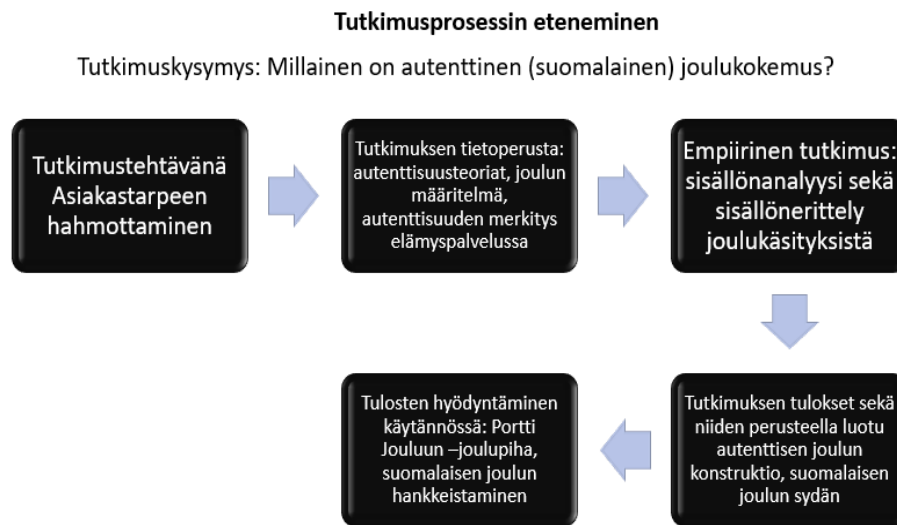 Tutkimusprosessin eteneminen
Tutkimuskysymys: Millainen on autenttinen (suomalainen) joulukokemus?
Tutkimustehtävänä
Asiakastarpeen
hahmottaminen
Tutkimuksen tietoperusta:
autenttisuusteoriat, joulun
määritelmä,
autenttisuuden merkitys
elämyspalvelussa
Empiirinen tutkimus:
sisällönanalyysi sekä
sisällönerittely
joulukäsityksistä
Tutkimuksen tulokset sekä
niiden perusteella luotu
autenttisen joulun
konstruktio, suomalaisen
joulun sydän
Tulosten hyödyntäminen
käytännössä: Portti
Jouluun –joulupiha,
suomalaisen joulun
hankkeistaminen